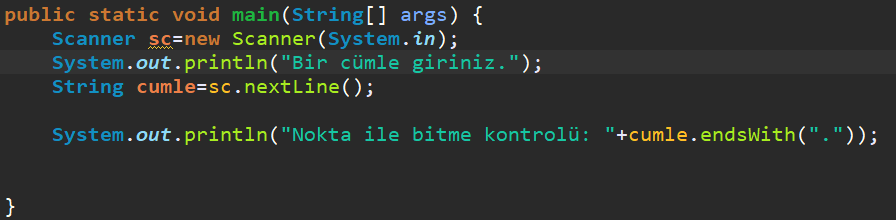 public static void main(String[] args) {
    Scanner sc=new Scanner(System.in);
    System.out.println("Bir cümle giriniz.");
    String cumle=sc.nextLine();
    System.out.println("Nokta ile bitme kontrolü: "+cumle.endsWith("."));
}